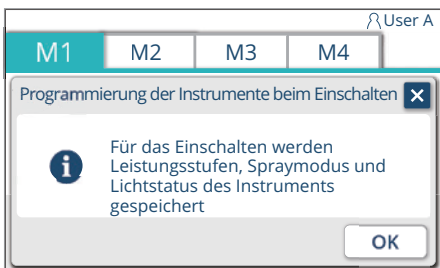 User A
M1 M2 M3 M4
Programmierung der Instrumente beim Einschalten
Für das Einschalten werden
Leistungsstufen, Spraymodus und
Lichtstatus des Instruments
gespeichert
OK